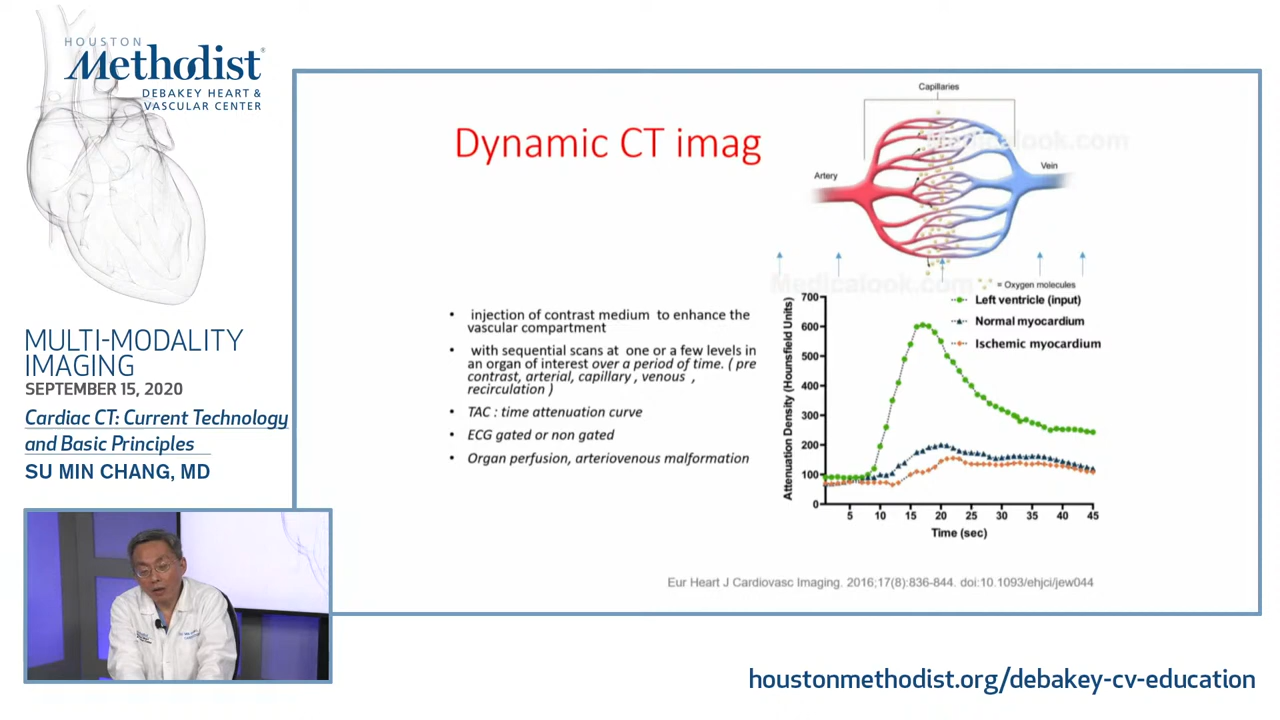 HOUSTON
Methodist®
DEBAKEY HEART &
VASCULAR CENTER
MULTI-MODALITY
IMAGING
SEPTEMBER 15, 2020
Cardiac CT: Current Technology
and Basic Principles
SU MIN CHANG, MD
Dynamic CT imag
injection of contrast medium to enhance the
vascular compartment
with sequential scans at one or a few levels in
an organ of interest over a period of time. ( pre
contrast, arterial, capillary , venous ,
recirculation )
TAC : time attenuation curve
ECG gated or non gated
Organ perfusion, arteriovenous malformation
Capillaries
Medicalook.com
Artery
Vein
Medicalook.com
= Oxygen molecules
Left ventricle (input)
Normal myocardium
Ischemic myocardium
Attenuation Density (Hounsfield Units)
700
600
500
400
300
200
100
0
5 10 15 20 25 30 35 40 45
Time (sec)
Eur Heart J Cardiovasc Imaging. 2016;17(8):836-844. doi:10.1093/ehjci/jew044
houstonmethodist.org/debakey-cv-education